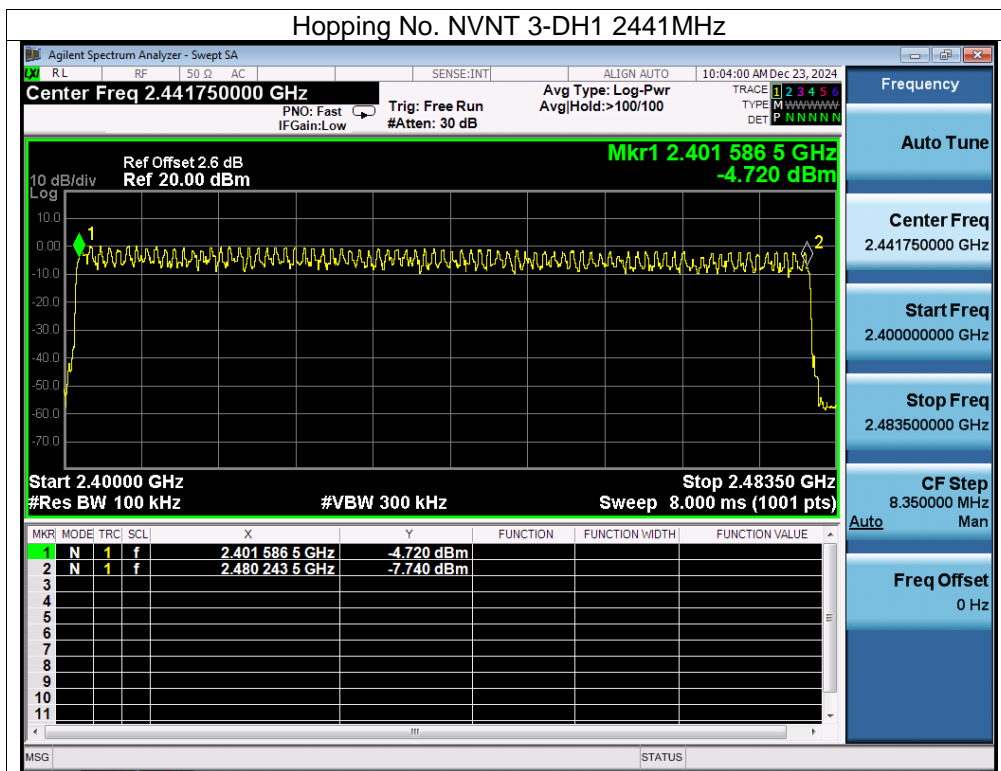 Hopping No. NVNT 3-DH1 2441MHz
Agilent Spectrum Analyzer - Swept SA
LXI RL RF 50 Ω AC SENSE:INT ALIGN AUTO 10:04:00 AM Dec 23, 2024
Center Freq 2.441750000 GHz
PNO: Fast
IFGain:Low
Trig: Free Run
#Atten: 30 dB
Avg Type: Log-Pwr
Avg|Hold:>100/100
TRACE 1 2 3 4 5 6
TYPE M WWWWW
DET P N N N N N
Ref Offset 2.6 dB
Ref 20.00 dBm
10 dB/div
Log
Mkr1 2.401 586 5 GHz
-4.720 dBm
10.0
0.00
-10.0
-20.0
-30.0
-40.0
-50.0
-60.0
-70.0
1
2
Start 2.40000 GHz Stop 2.48350 GHz
#Res BW 100 kHz #VBW 300 kHz Sweep 8.000 ms (1001 pts)
MKR MODE TRC SCL X Y FUNCTION FUNCTION WIDTH FUNCTION VALUE
1 N 1 f 2.401 586 5 GHz -4.720 dBm
2 N 1 f 2.480 243 5 GHz -7.740 dBm
3
4
5
6
7
8
9
10
11
MSG STATUS
Frequency
Auto Tune
Center Freq
2.441750000 GHz
Start Freq
2.400000000 GHz
Stop Freq
2.483500000 GHz
CF Step
8.350000 MHz
Auto Man
Freq Offset
0 Hz